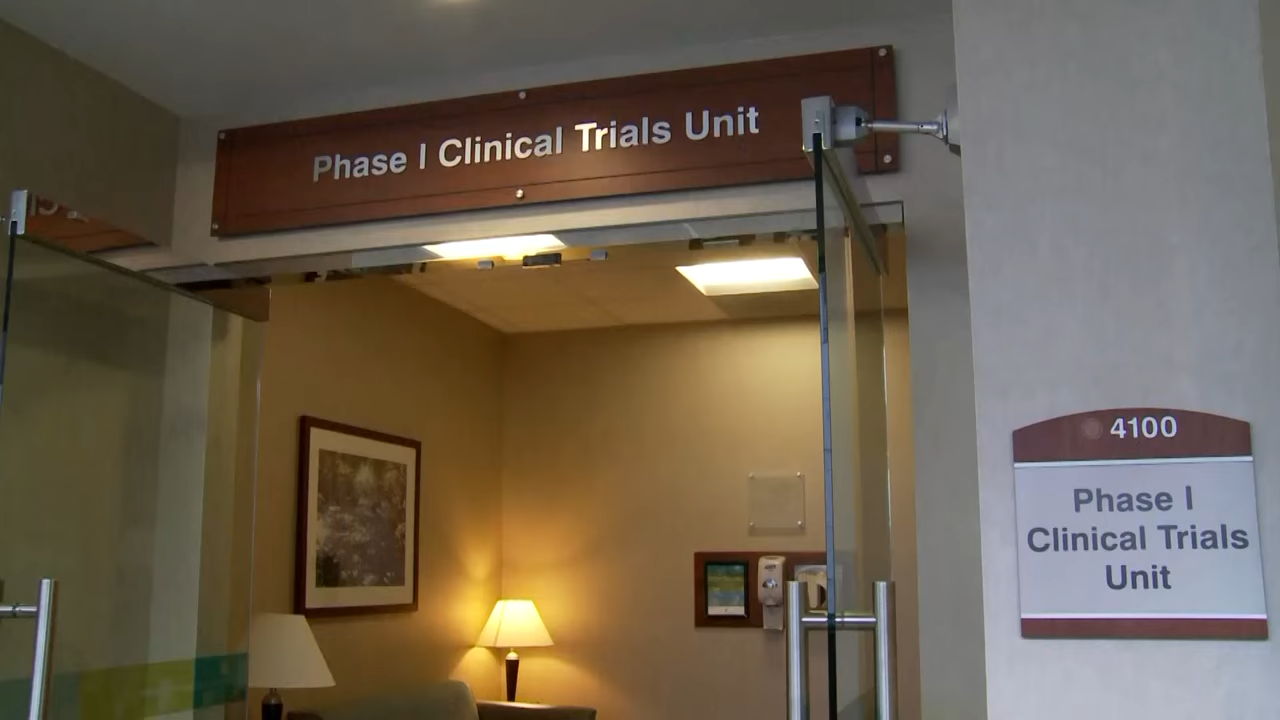 Phase I Clinical Trials Unit
4100
Phase I
Clinical Trials
Unit